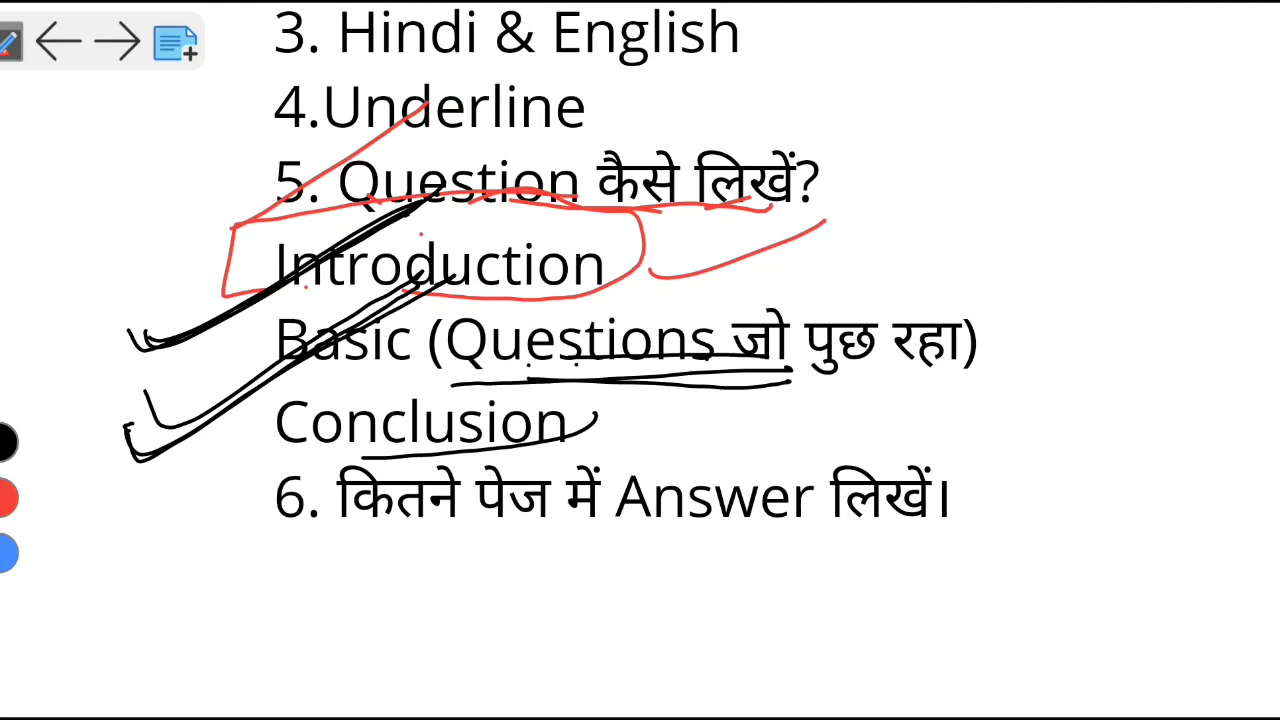 3. Hindi & English
4.Underline
5. Question कैसे लिखें?
Introduction
Basic (Questions जो पुछ रहा)
Conclusion
6. कितने पेज में Answer लिखें।